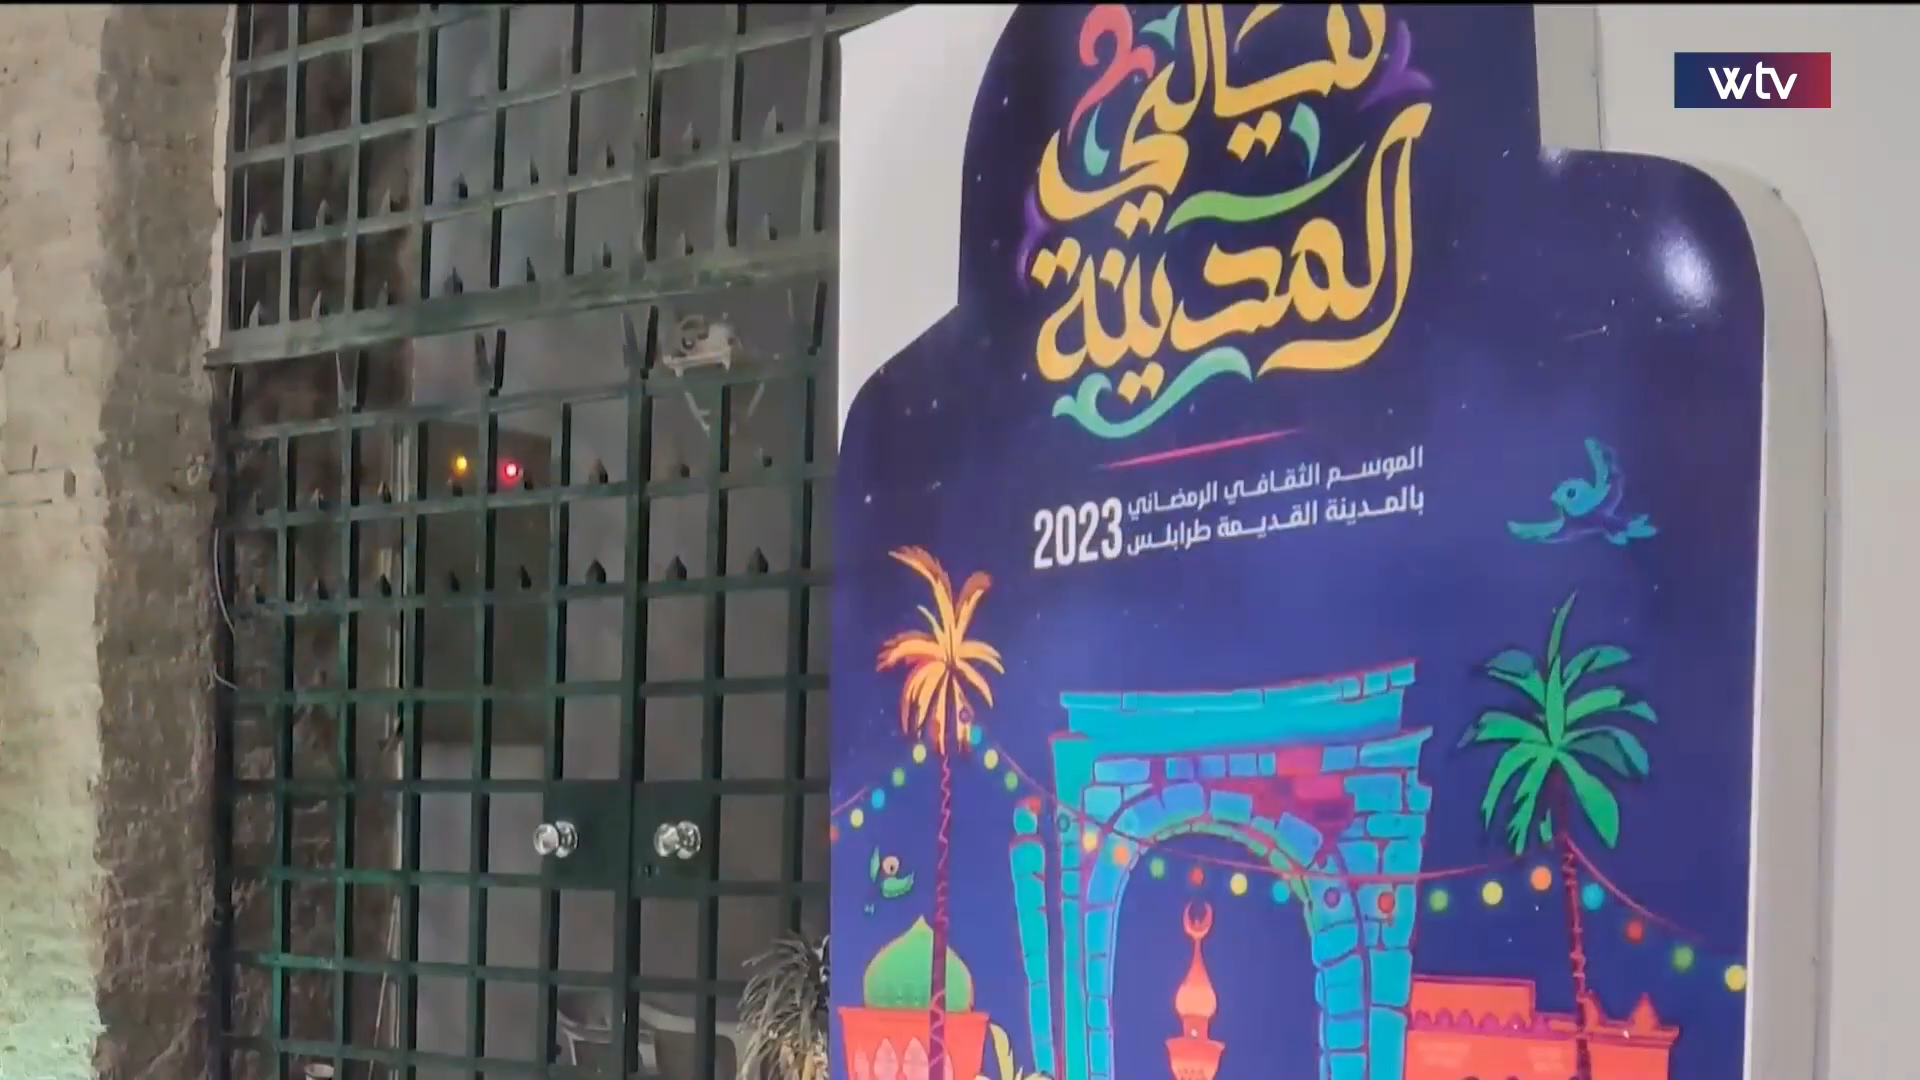 wtv
ليالي
المدينة
الموسم الثقافي الرمضاني
بالمدينة القديمة طرابلس
2023